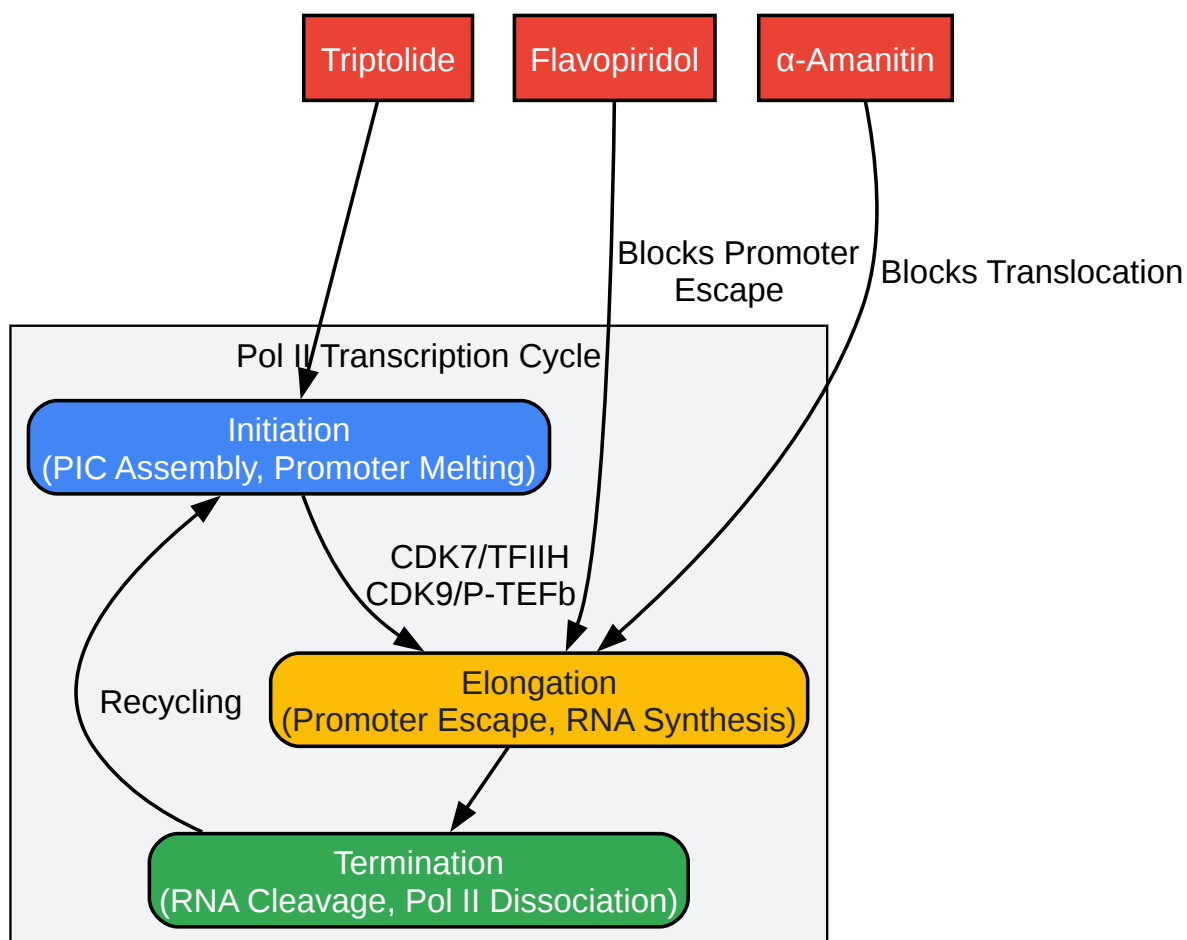 Triptolide
Flavopiridol
α-Amanitin
Blocks Promoter
Escape
Blocks Translocation
Pol II Transcription Cycle
Initiation
(PIC Assembly, Promoter Melting)
CDK7/TFIIH
CDK9/P-TEFb
Elongation
(Promoter Escape, RNA Synthesis)
Recycling
Termination
(RNA Cleavage, Pol II Dissociation)